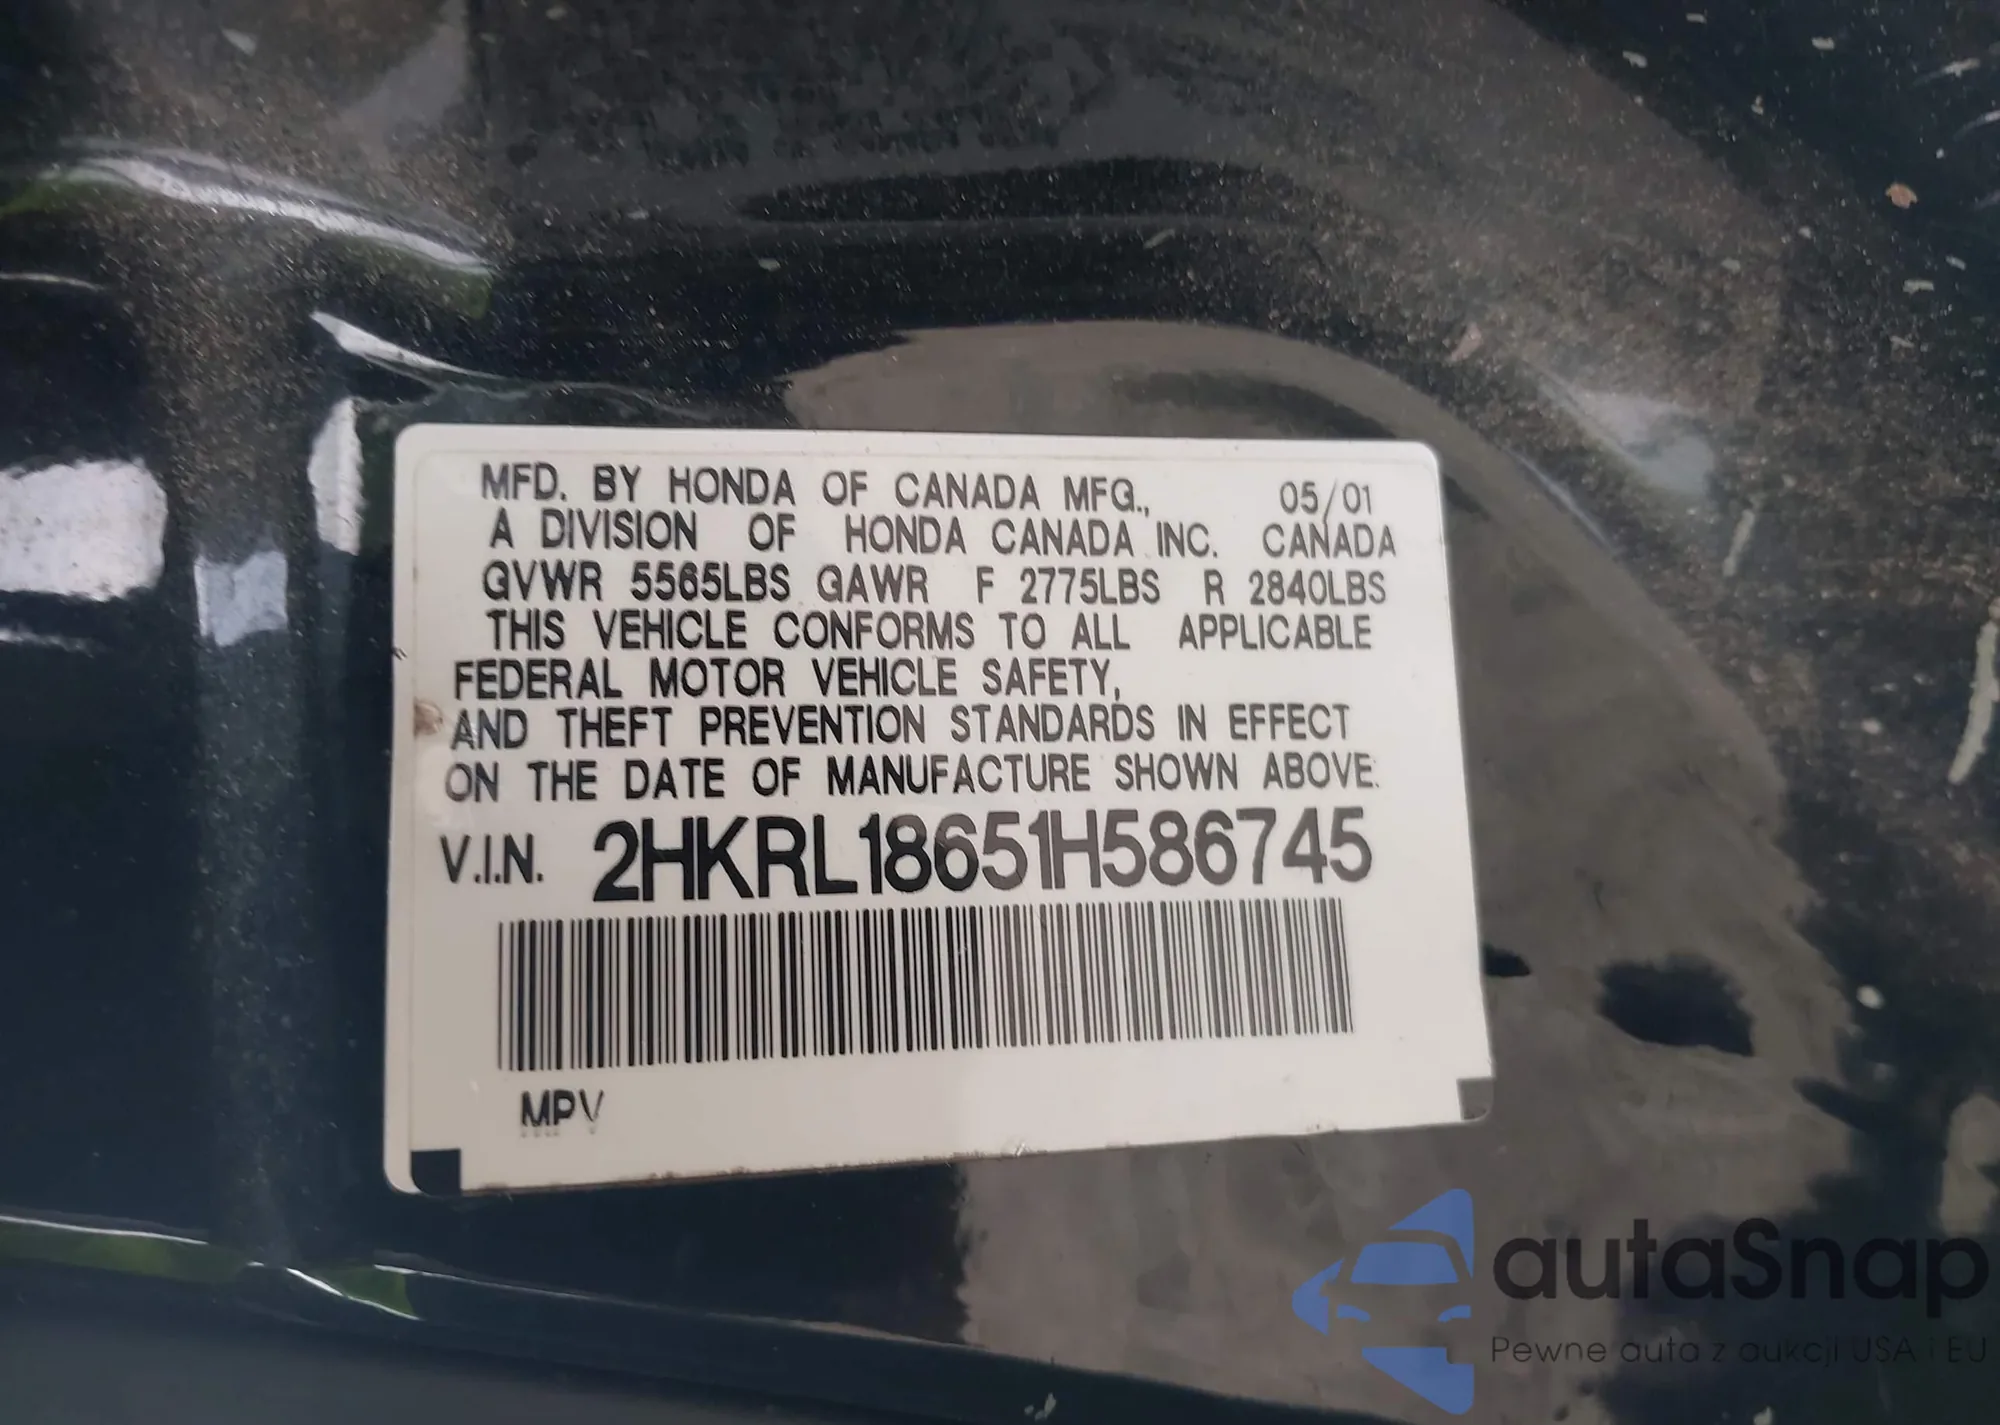 MFD. BY HONDA OF CANADA MFG., 05/01
A DIVISION OF HONDA CANADA INC. CANADA
GVWR 5565LBS GAWR F 2775LBS R 2840LBS
THIS VEHICLE CONFORMS TO ALL APPLICABLE
FEDERAL MOTOR VEHICLE SAFETY,
AND THEFT PREVENTION STANDARDS IN EFFECT
ON THE DATE OF MANUFACTURE SHOWN ABOVE.
V.I.N. 2HKRL18651H586745
MPV
autaSnap
Pewne auta z aukcji USA i EU